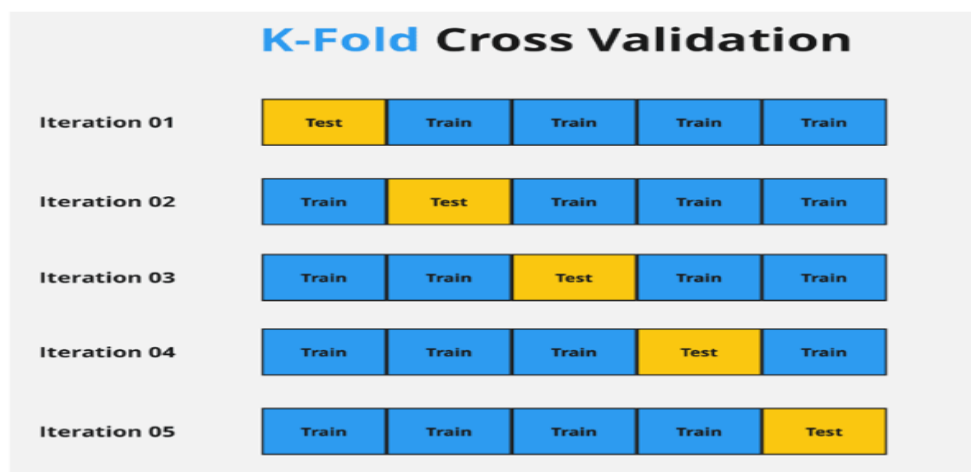 K-Fold Cross Validation
Iteration 01 Test Train Train Train Train
Iteration 02 Train Test Train Train Train
Iteration 03 Train Train Test Train Train
Iteration 04 Train Train Train Test Train
Iteration 05 Train Train Train Train Test